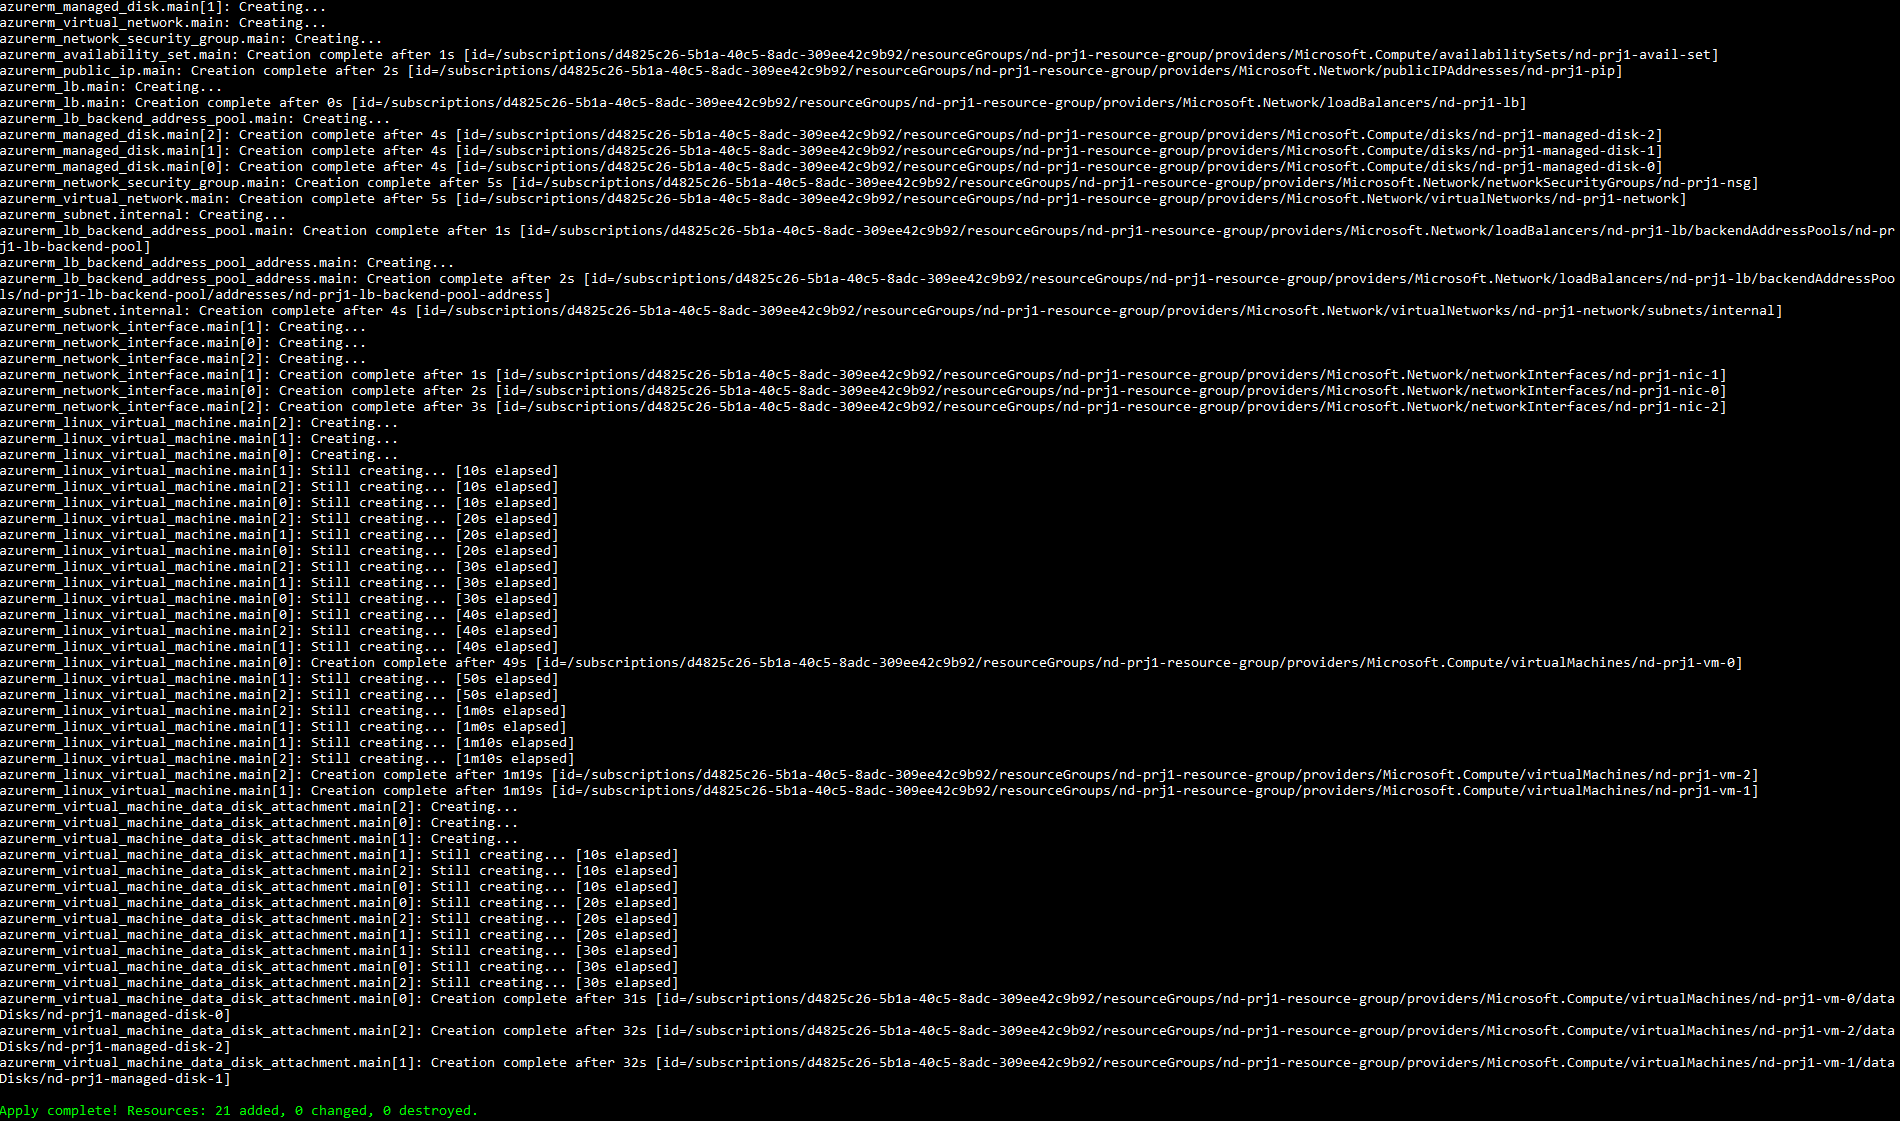 azurerm_managed_disk.main[1]: Creating...
azurerm_virtual_network.main: Creating...
azurerm_network_security_group.main: Creating...
azurerm_availability_set.main: Creation complete after 1s [id=/subscriptions/d4825c26-5b1a-40c5-8adc-309ee42c9b92/resourceGroups/nd-prj1-resource-group/providers/Microsoft.Compute/availabilitySets/nd-prj1-avail-set]
azurerm_public_ip.main: Creation complete after 2s [id=/subscriptions/d4825c26-5b1a-40c5-8adc-309ee42c9b92/resourceGroups/nd-prj1-resource-group/providers/Microsoft.Network/publicIPAddresses/nd-prj1-pip]
azurerm_lb.main: Creating...
azurerm_lb.main: Creation complete after 0s [id=/subscriptions/d4825c26-5b1a-40c5-8adc-309ee42c9b92/resourceGroups/nd-prj1-resource-group/providers/Microsoft.Network/loadBalancers/nd-prj1-lb]
azurerm_lb_backend_address_pool.main: Creating...
azurerm_managed_disk.main[2]: Creation complete after 4s [id=/subscriptions/d4825c26-5b1a-40c5-8adc-309ee42c9b92/resourceGroups/nd-prj1-resource-group/providers/Microsoft.Compute/disks/nd-prj1-managed-disk-2]
azurerm_managed_disk.main[1]: Creation complete after 4s [id=/subscriptions/d4825c26-5b1a-40c5-8adc-309ee42c9b92/resourceGroups/nd-prj1-resource-group/providers/Microsoft.Compute/disks/nd-prj1-managed-disk-1]
azurerm_managed_disk.main[0]: Creation complete after 4s [id=/subscriptions/d4825c26-5b1a-40c5-8adc-309ee42c9b92/resourceGroups/nd-prj1-resource-group/providers/Microsoft.Compute/disks/nd-prj1-managed-disk-0]
azurerm_network_security_group.main: Creation complete after 5s [id=/subscriptions/d4825c26-5b1a-40c5-8adc-309ee42c9b92/resourceGroups/nd-prj1-resource-group/providers/Microsoft.Network/networkSecurityGroups/nd-prj1-nsg]
azurerm_virtual_network.main: Creation complete after 5s [id=/subscriptions/d4825c26-5b1a-40c5-8adc-309ee42c9b92/resourceGroups/nd-prj1-resource-group/providers/Microsoft.Network/virtualNetworks/nd-prj1-network]
azurerm_subnet.internal: Creating...
azurerm_lb_backend_address_pool.main: Creation complete after 1s [id=/subscriptions/d4825c26-5b1a-40c5-8adc-309ee42c9b92/resourceGroups/nd-prj1-resource-group/providers/Microsoft.Network/loadBalancers/nd-prj1-lb/backendAddressPools/nd-pr
j1-lb-backend-pool]
azurerm_lb_backend_address_pool_address.main: Creating...
azurerm_lb_backend_address_pool_address.main: Creation complete after 2s [id=/subscriptions/d4825c26-5b1a-40c5-8adc-309ee42c9b92/resourceGroups/nd-prj1-resource-group/providers/Microsoft.Network/loadBalancers/nd-prj1-lb/backendAddressPoo
ls/nd-prj1-lb-backend-pool/addresses/nd-prj1-lb-backend-pool-address]
azurerm_subnet.internal: Creation complete after 4s [id=/subscriptions/d4825c26-5b1a-40c5-8adc-309ee42c9b92/resourceGroups/nd-prj1-resource-group/providers/Microsoft.Network/virtualNetworks/nd-prj1-network/subnets/internal]
azurerm_network_interface.main[1]: Creating...
azurerm_network_interface.main[0]: Creating...
azurerm_network_interface.main[2]: Creating...
azurerm_network_interface.main[1]: Creation complete after 1s [id=/subscriptions/d4825c26-5b1a-40c5-8adc-309ee42c9b92/resourceGroups/nd-prj1-resource-group/providers/Microsoft.Network/networkInterfaces/nd-prj1-nic-1]
azurerm_network_interface.main[0]: Creation complete after 2s [id=/subscriptions/d4825c26-5b1a-40c5-8adc-309ee42c9b92/resourceGroups/nd-prj1-resource-group/providers/Microsoft.Network/networkInterfaces/nd-prj1-nic-0]
azurerm_network_interface.main[2]: Creation complete after 3s [id=/subscriptions/d4825c26-5b1a-40c5-8adc-309ee42c9b92/resourceGroups/nd-prj1-resource-group/providers/Microsoft.Network/networkInterfaces/nd-prj1-nic-2]
azurerm_linux_virtual_machine.main[2]: Creating...
azurerm_linux_virtual_machine.main[1]: Creating...
azurerm_linux_virtual_machine.main[0]: Creating...
azurerm_linux_virtual_machine.main[1]: Still creating... [10s elapsed]
azurerm_linux_virtual_machine.main[2]: Still creating... [10s elapsed]
azurerm_linux_virtual_machine.main[0]: Still creating... [10s elapsed]
azurerm_linux_virtual_machine.main[2]: Still creating... [20s elapsed]
azurerm_linux_virtual_machine.main[1]: Still creating... [20s elapsed]
azurerm_linux_virtual_machine.main[0]: Still creating... [20s elapsed]
azurerm_linux_virtual_machine.main[2]: Still creating... [30s elapsed]
azurerm_linux_virtual_machine.main[1]: Still creating... [30s elapsed]
azurerm_linux_virtual_machine.main[0]: Still creating... [30s elapsed]
azurerm_linux_virtual_machine.main[0]: Still creating... [40s elapsed]
azurerm_linux_virtual_machine.main[2]: Still creating... [40s elapsed]
azurerm_linux_virtual_machine.main[1]: Still creating... [40s elapsed]
azurerm_linux_virtual_machine.main[0]: Creation complete after 49s [id=/subscriptions/d4825c26-5b1a-40c5-8adc-309ee42c9b92/resourceGroups/nd-prj1-resource-group/providers/Microsoft.Compute/virtualMachines/nd-prj1-vm-0]
azurerm_linux_virtual_machine.main[1]: Still creating... [50s elapsed]
azurerm_linux_virtual_machine.main[2]: Still creating... [50s elapsed]
azurerm_linux_virtual_machine.main[2]: Still creating... [1m0s elapsed]
azurerm_linux_virtual_machine.main[1]: Still creating... [1m0s elapsed]
azurerm_linux_virtual_machine.main[1]: Still creating... [1m10s elapsed]
azurerm_linux_virtual_machine.main[2]: Still creating... [1m10s elapsed]
azurerm_linux_virtual_machine.main[2]: Creation complete after 1m19s [id=/subscriptions/d4825c26-5b1a-40c5-8adc-309ee42c9b92/resourceGroups/nd-prj1-resource-group/providers/Microsoft.Compute/virtualMachines/nd-prj1-vm-2]
azurerm_linux_virtual_machine.main[1]: Creation complete after 1m19s [id=/subscriptions/d4825c26-5b1a-40c5-8adc-309ee42c9b92/resourceGroups/nd-prj1-resource-group/providers/Microsoft.Compute/virtualMachines/nd-prj1-vm-1]
azurerm_virtual_machine_data_disk_attachment.main[2]: Creating...
azurerm_virtual_machine_data_disk_attachment.main[0]: Creating...
azurerm_virtual_machine_data_disk_attachment.main[1]: Creating...
azurerm_virtual_machine_data_disk_attachment.main[1]: Still creating... [10s elapsed]
azurerm_virtual_machine_data_disk_attachment.main[2]: Still creating... [10s elapsed]
azurerm_virtual_machine_data_disk_attachment.main[0]: Still creating... [10s elapsed]
azurerm_virtual_machine_data_disk_attachment.main[0]: Still creating... [20s elapsed]
azurerm_virtual_machine_data_disk_attachment.main[2]: Still creating... [20s elapsed]
azurerm_virtual_machine_data_disk_attachment.main[1]: Still creating... [20s elapsed]
azurerm_virtual_machine_data_disk_attachment.main[1]: Still creating... [30s elapsed]
azurerm_virtual_machine_data_disk_attachment.main[0]: Still creating... [30s elapsed]
azurerm_virtual_machine_data_disk_attachment.main[2]: Still creating... [30s elapsed]
azurerm_virtual_machine_data_disk_attachment.main[0]: Creation complete after 31s [id=/subscriptions/d4825c26-5b1a-40c5-8adc-309ee42c9b92/resourceGroups/nd-prj1-resource-group/providers/Microsoft.Compute/virtualMachines/nd-prj1-vm-0/data
Disks/nd-prj1-managed-disk-0]
azurerm_virtual_machine_data_disk_attachment.main[2]: Creation complete after 32s [id=/subscriptions/d4825c26-5b1a-40c5-8adc-309ee42c9b92/resourceGroups/nd-prj1-resource-group/providers/Microsoft.Compute/virtualMachines/nd-prj1-vm-2/data
Disks/nd-prj1-managed-disk-2]
azurerm_virtual_machine_data_disk_attachment.main[1]: Creation complete after 32s [id=/subscriptions/d4825c26-5b1a-40c5-8adc-309ee42c9b92/resourceGroups/nd-prj1-resource-group/providers/Microsoft.Compute/virtualMachines/nd-prj1-vm-1/data
Disks/nd-prj1-managed-disk-1]
Apply complete! Resources: 21 added, 0 changed, 0 destroyed.